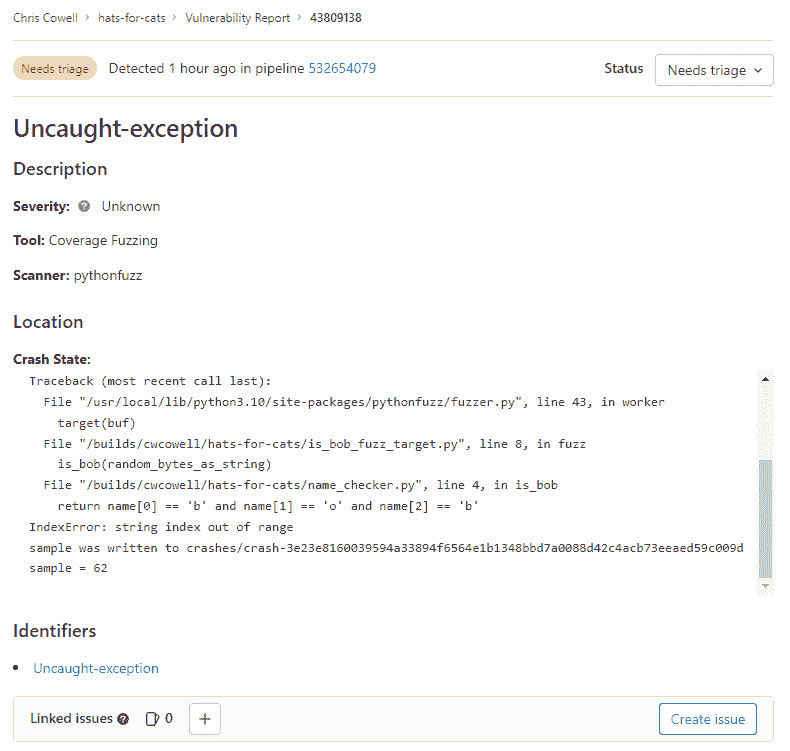 Chris Cowell > hats-for-cats > Vulnerability Report > 43809138
Needs triage Detected 1 hour ago in pipeline 532654079 Status Needs triage
Uncaught-exception
Description
Severity: Unknown
Tool: Coverage Fuzzing
Scanner: pythonfuzz
Location
Crash State:
Traceback (most recent call last):
File "/usr/local/lib/python3.10/site-packages/pythonfuzz/fuzzer.py", line 43, in worker
target(buf)
File "/builds/cwcowell/hats-for-cats/is_bob_fuzz_target.py", line 8, in fuzz
is_bob(random_bytes_as_string)
File "/builds/cwcowell/hats-for-cats/name_checker.py", line 4, in is_bob
return name[0] == 'b' and name[1] == 'o' and name[2] == 'b'
IndexError: string index out of range
sample was written to crashes/crash-3e23e8160039594a33894f6564e1b1348bbd7a0088d42c4acb73eeaed59c009d
sample = 62
Identifiers
• Uncaught-exception
Linked issues ? 0 + Create issue